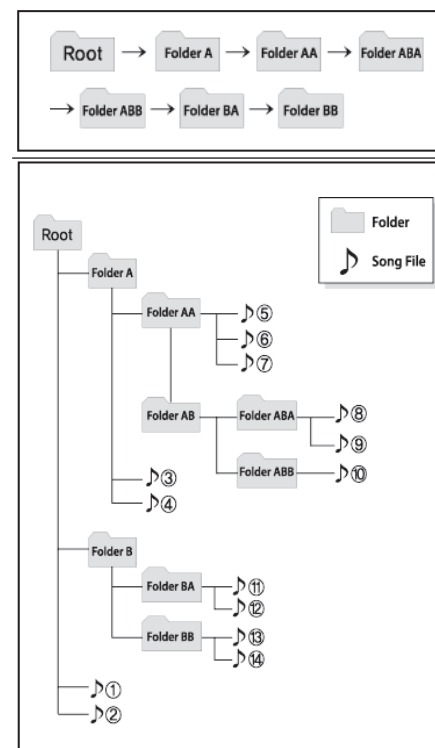 Root → Folder A → Folder AA → Folder ABA
→ Folder ABB → Folder BA → Folder BB
Root
Folder
Song File
Folder A
Folder AA ⑤
⑥
⑦
Folder AB Folder ABA ⑧
⑨
Folder ABB ⑩
③
④
Folder B
Folder BA ⑪
⑫
Folder BB ⑬
⑭
①
②